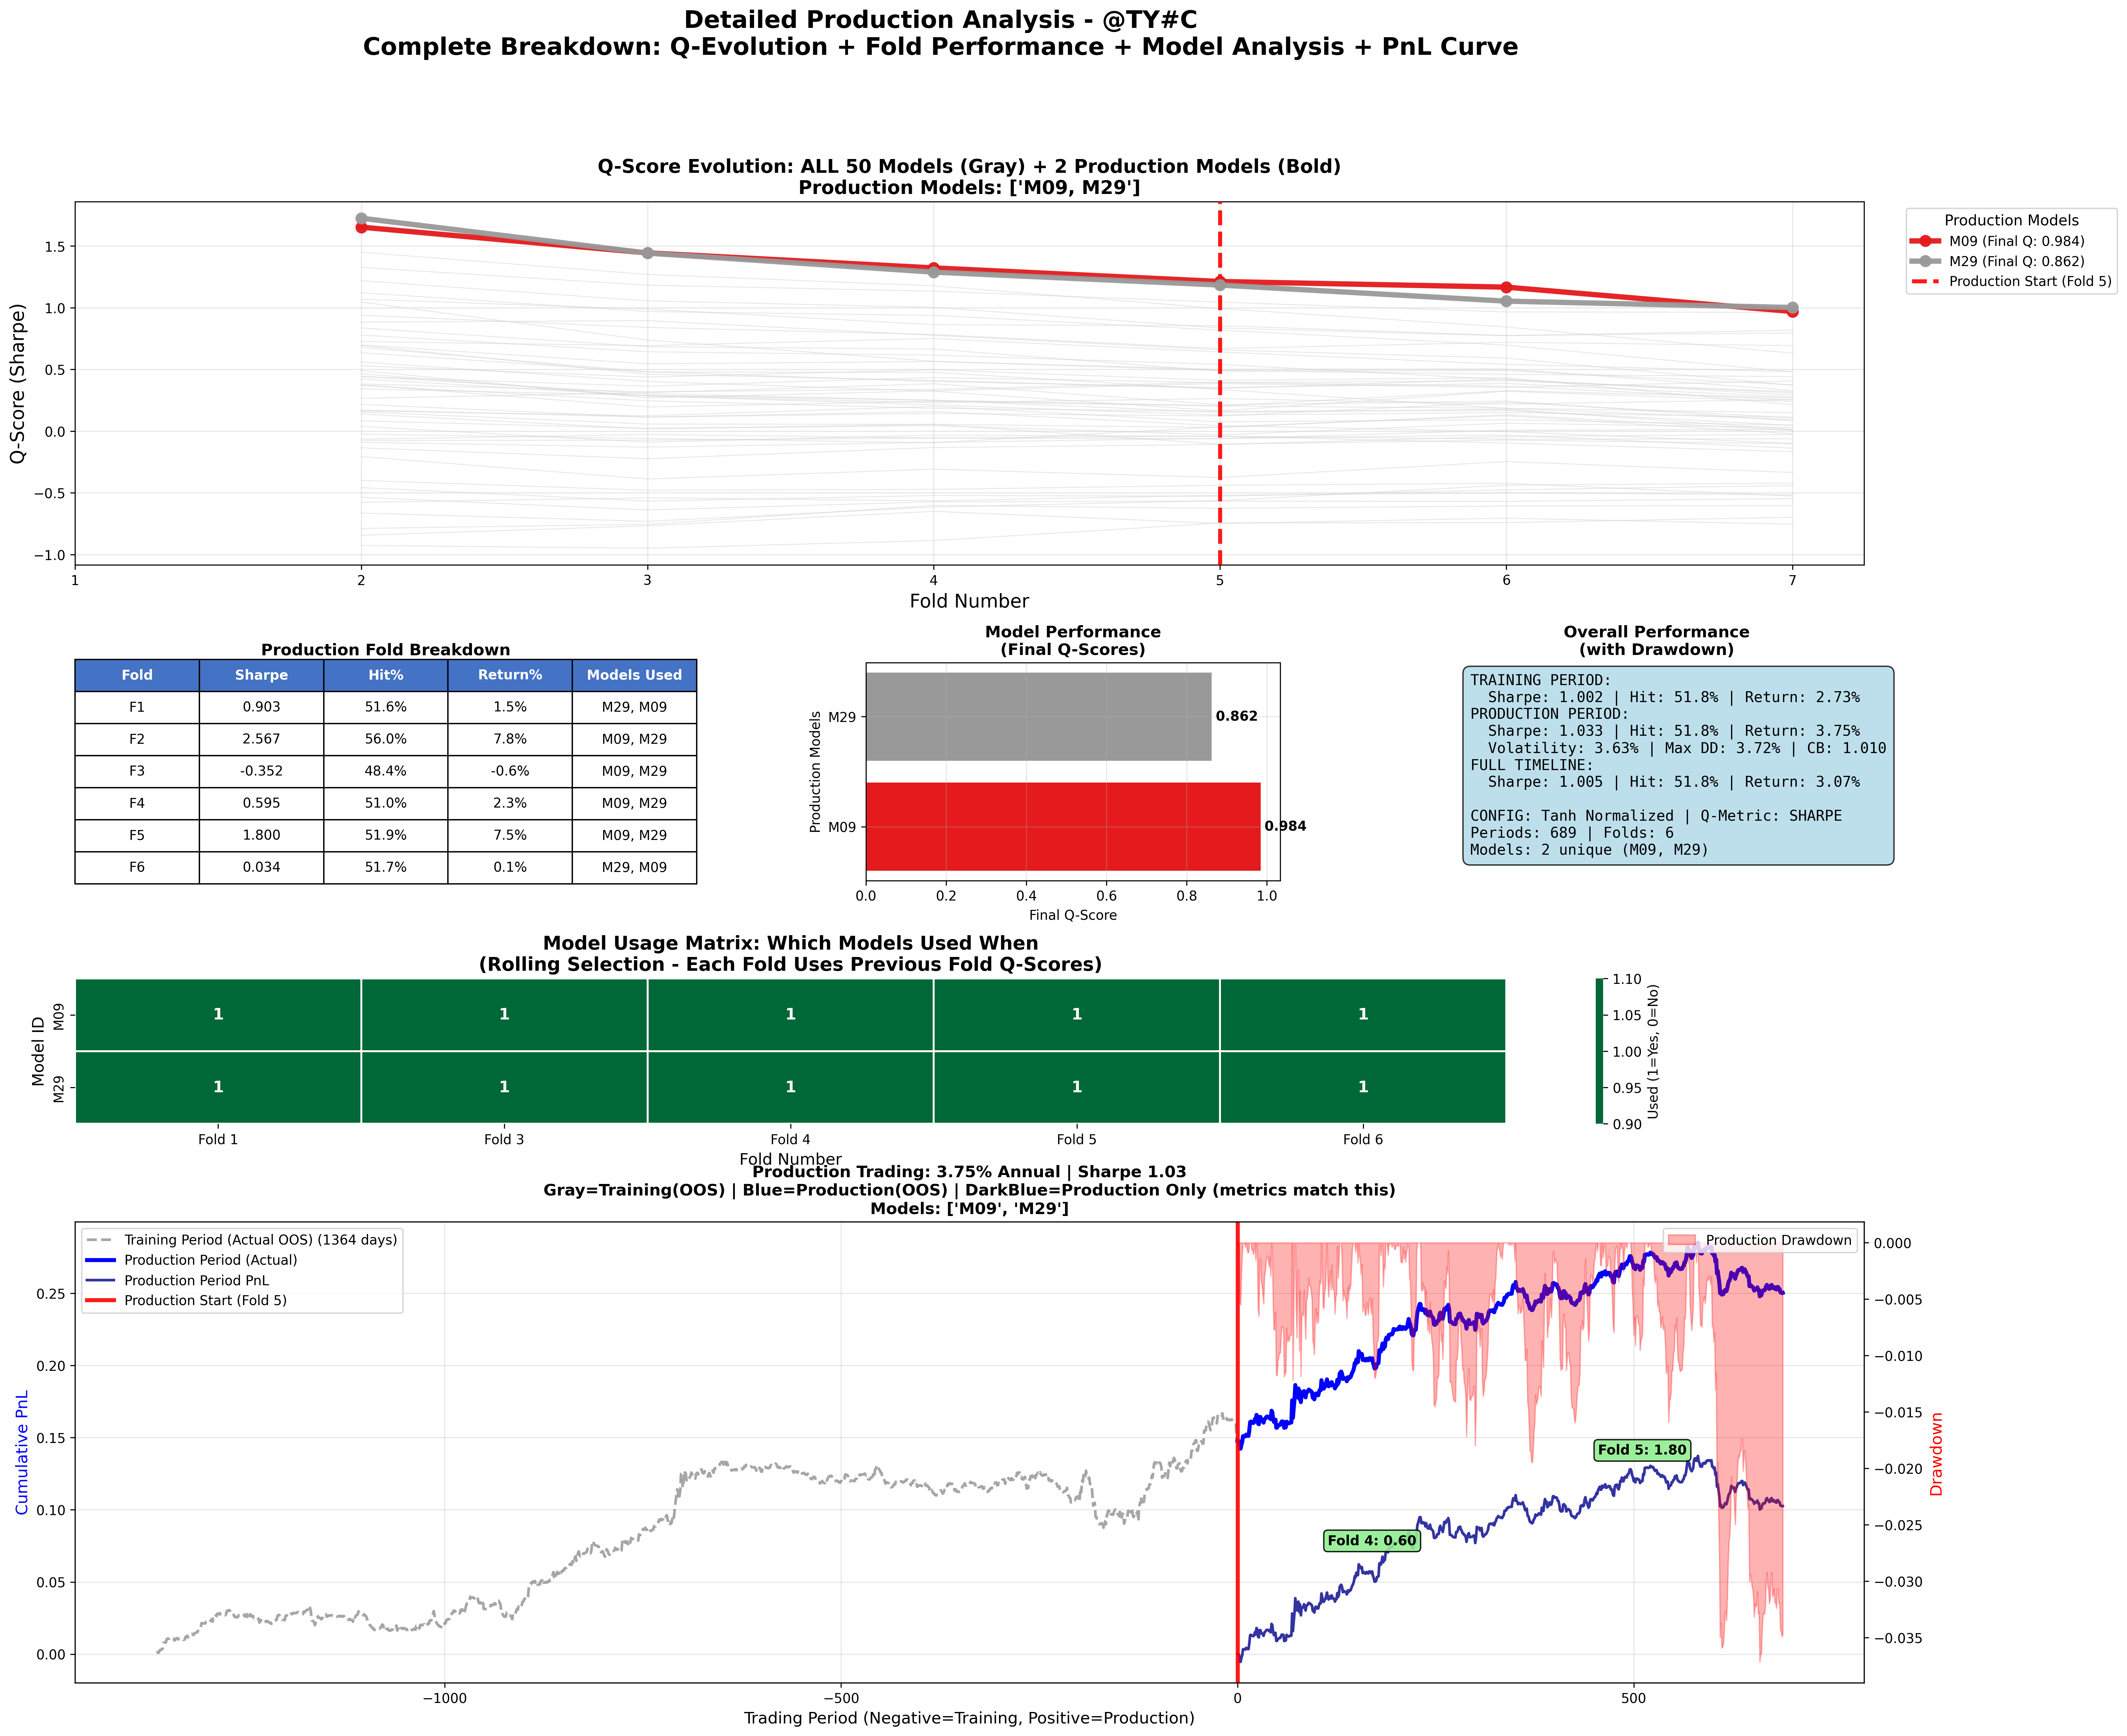 Detailed Production Analysis - @TY#C
Complete Breakdown: Q-Evolution + Fold Performance + Model Analysis + PnL Curve
Q-Score Evolution: ALL 50 Models (Gray) + 2 Production Models (Bold)
Production Models: ['M09, M29']
Q-Score (Sharpe)
1.5
1.0
0.5
0.0
−0.5
−1.0
1
2
3
4
5
6
7
Fold Number
Production Models
M09 (Final Q: 0.984)
M29 (Final Q: 0.862)
Production Start (Fold 5)
Production Fold Breakdown
Fold Sharpe Hit% Return% Models Used
F1 0.903 51.6% 1.5% M29, M09
F2 2.567 56.0% 7.8% M09, M29
F3 -0.352 48.4% -0.6% M09, M29
F4 0.595 51.0% 2.3% M09, M29
F5 1.800 51.9% 7.5% M09, M29
F6 0.034 51.7% 0.1% M29, M09
Model Performance
(Final Q-Scores)
Production Models
M29
0.862
M09
0.984
0.0 0.2 0.4 0.6 0.8 1.0
Final Q-Score
Overall Performance
(with Drawdown)
TRAINING PERIOD:
Sharpe: 1.002 | Hit: 51.8% | Return: 2.73%
PRODUCTION PERIOD:
Sharpe: 1.033 | Hit: 51.8% | Return: 3.75%
Volatility: 3.63% | Max DD: 3.72% | CB: 1.010
FULL TIMELINE:
Sharpe: 1.005 | Hit: 51.8% | Return: 3.07%
CONFIG: Tanh Normalized | Q-Metric: SHARPE
Periods: 689 | Folds: 6
Models: 2 unique (M09, M29)
Model Usage Matrix: Which Models Used When
(Rolling Selection - Each Fold Uses Previous Fold Q-Scores)
Model ID
M09
1 1 1 1 1
M29
1 1 1 1 1
Fold 1 Fold 3 Fold 4 Fold 5 Fold 6
Fold Number
1.10
1.05
1.00
0.95
0.90
Used (1=Yes, 0=No)
Production Trading: 3.75% Annual | Sharpe 1.03
Gray=Training(OOS) | Blue=Production(OOS) | DarkBlue=Production Only (metrics match this)
Models: ['M09', 'M29']
Training Period (Actual OOS) (1364 days)
Production Period (Actual)
Production Period PnL
Production Start (Fold 5)
Production Drawdown
Cumulative PnL
0.25
0.20
0.15
0.10
0.05
0.00
Fold 5: 1.80
Fold 4: 0.60
0.000
−0.005
−0.010
−0.015
−0.020
−0.025
−0.030
−0.035
Drawdown
−1000
−500
0
500
Trading Period (Negative=Training, Positive=Production)